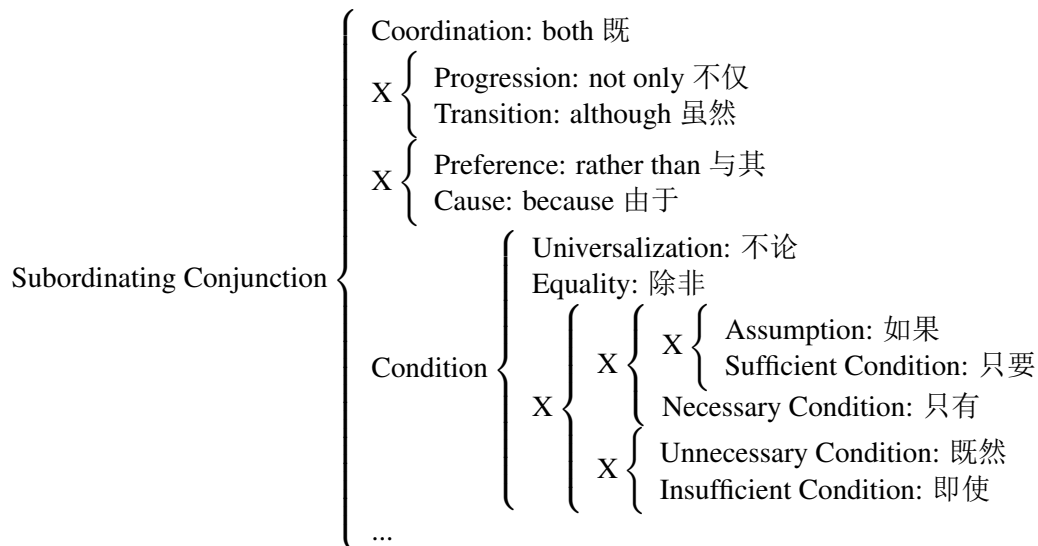 Coordination: both 既
X
Progression: not only 不仅
Transition: although 虽然
X
Preference: rather than 与其
Cause: because 由于
Subordinating Conjunction
Condition
Universalization: 不论
Equality: 除非
X
X
X
Assumption: 如果
Sufficient Condition: 只要
Necessary Condition: 只有
X
Unnecessary Condition: 既然
Insufficient Condition: 即使
...